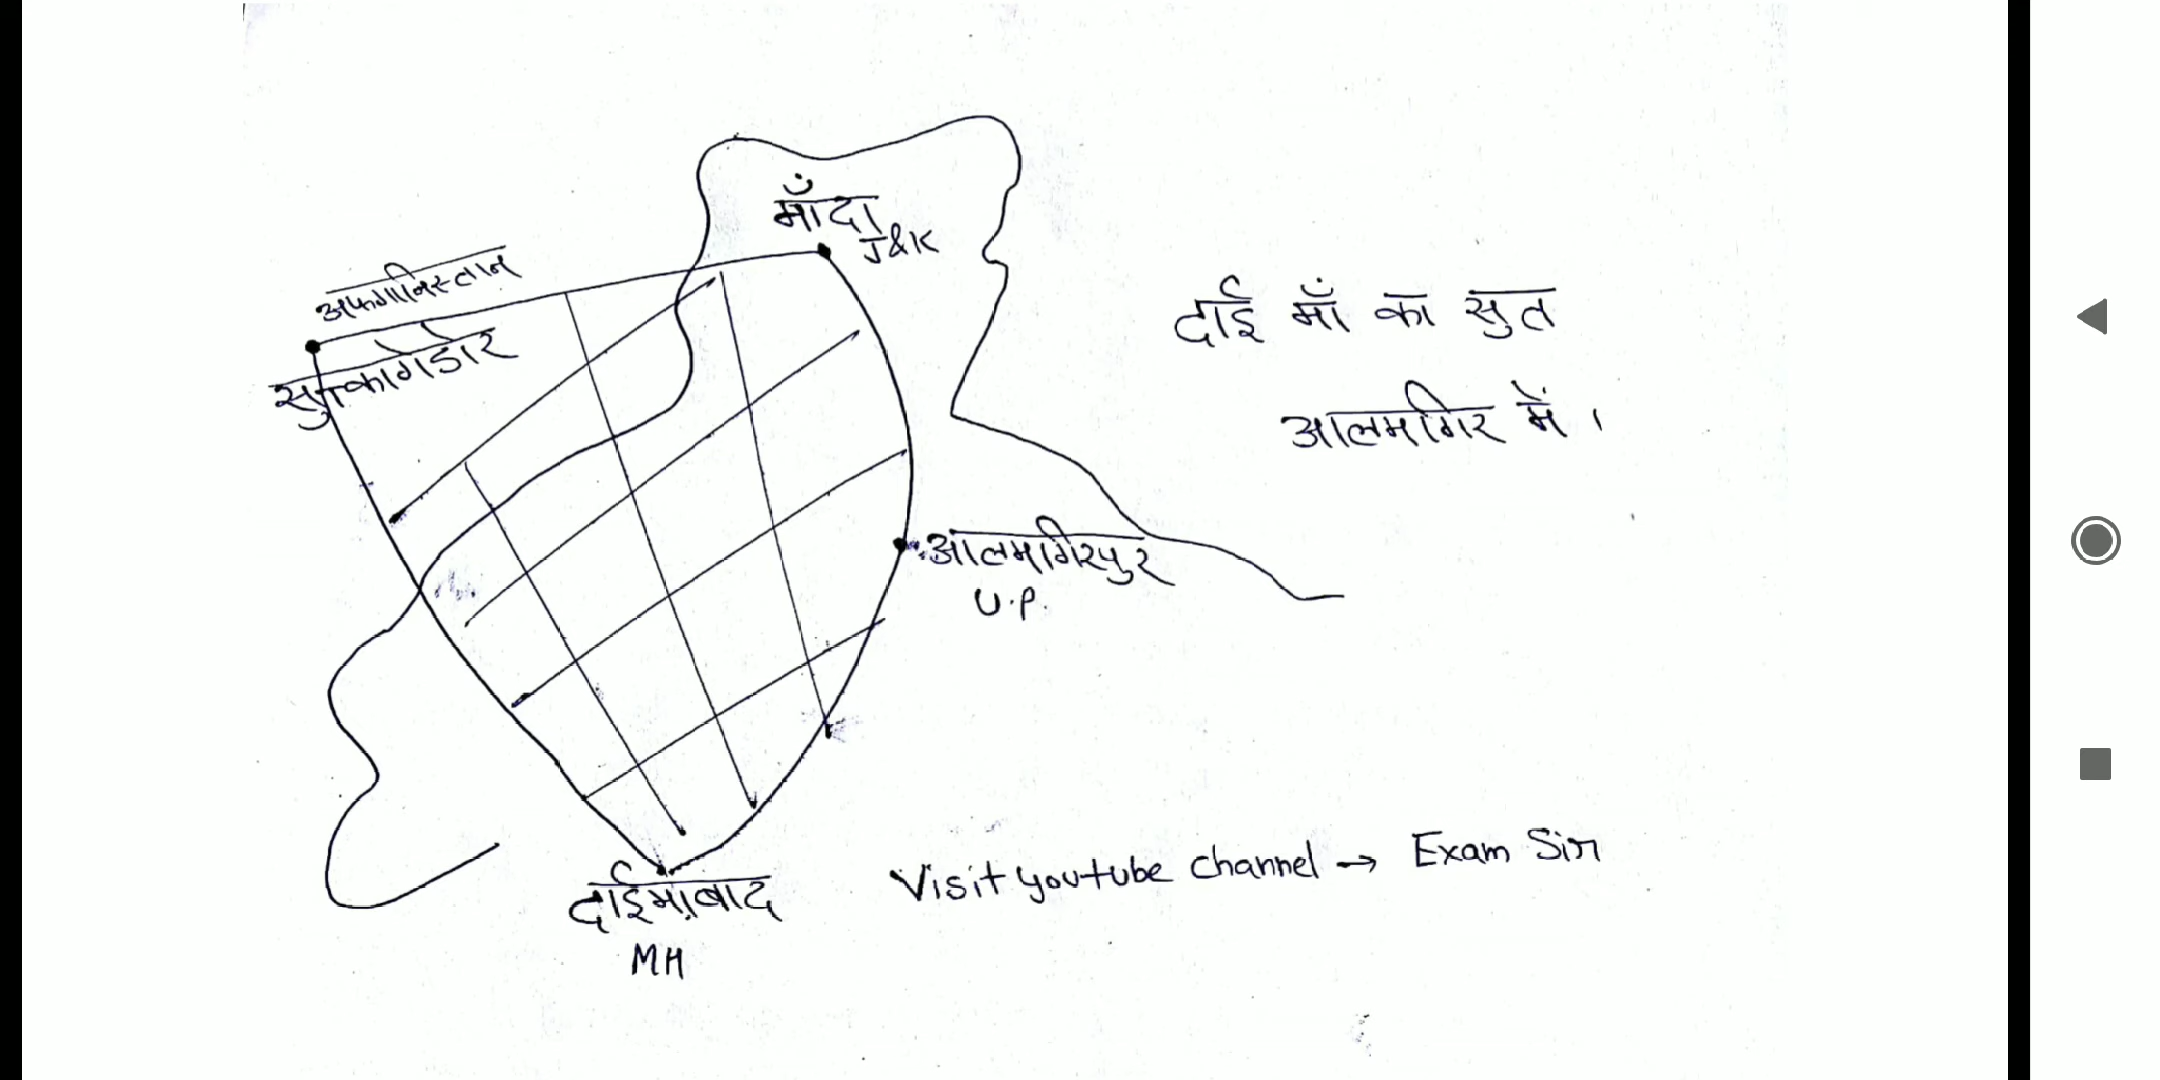 माँदा
J&K
अफगानिस्तान
सुत्कागेडोर
दाई माँ का सुत
आलमगिर में ।
आलमगिरपुर
U.P.
दाईमाबाद
MH
Visit youtube channel → Exam Sir